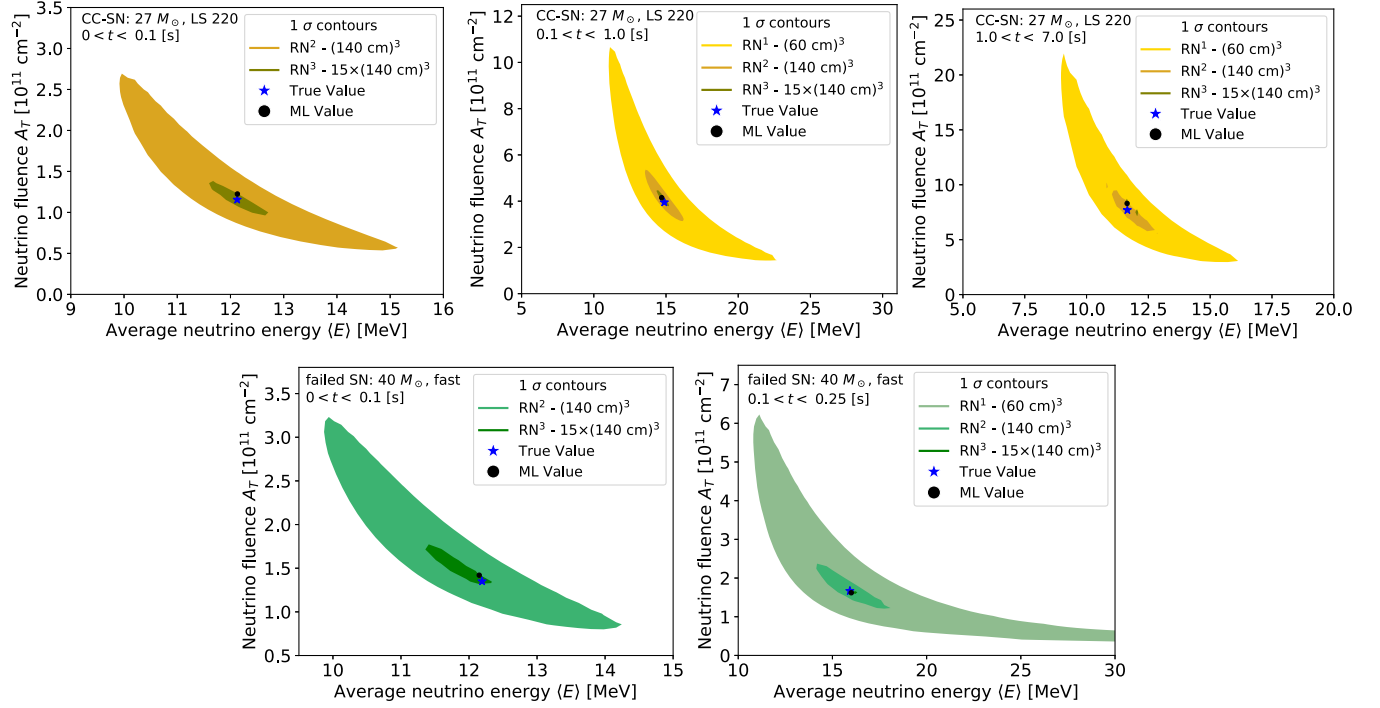 CC-SN: 27 M⊙, LS 220
0 < t < 0.1 [s]
1 σ contours
RN² - (140 cm)³
RN³ - 15×(140 cm)³
True Value
ML Value
3.5
3.0
2.5
2.0
1.5
1.0
0.5
0.0
9 10 11 12 13 14 15 16
Neutrino fluence A_T [10¹¹ cm⁻²]
Average neutrino energy ⟨E⟩ [MeV]
CC-SN: 27 M⊙, LS 220
0.1 < t < 1.0 [s]
1 σ contours
RN¹ - (60 cm)³
RN² - (140 cm)³
RN³ - 15×(140 cm)³
True Value
ML Value
12
10
8
6
4
2
0
5 10 15 20 25 30
Neutrino fluence A_T [10¹¹ cm⁻²]
Average neutrino energy ⟨E⟩ [MeV]
CC-SN: 27 M⊙, LS 220
1.0 < t < 7.0 [s]
1 σ contours
RN¹ - (60 cm)³
RN² - (140 cm)³
RN³ - 15×(140 cm)³
True Value
ML Value
25
20
15
10
5
0
5.0 7.5 10.0 12.5 15.0 17.5 20.0
Neutrino fluence A_T [10¹¹ cm⁻²]
Average neutrino energy ⟨E⟩ [MeV]
failed SN: 40 M⊙, fast
0 < t < 0.1 [s]
1 σ contours
RN² - (140 cm)³
RN³ - 15×(140 cm)³
True Value
ML Value
3.5
3.0
2.5
2.0
1.5
1.0
0.5
10 11 12 13 14 15
Neutrino fluence A_T [10¹¹ cm⁻²]
Average neutrino energy ⟨E⟩ [MeV]
failed SN: 40 M⊙, fast
0.1 < t < 0.25 [s]
1 σ contours
RN¹ - (60 cm)³
RN² - (140 cm)³
RN³ - 15×(140 cm)³
True Value
ML Value
7
6
5
4
3
2
1
0
10 15 20 25 30
Neutrino fluence A_T [10¹¹ cm⁻²]
Average neutrino energy ⟨E⟩ [MeV]